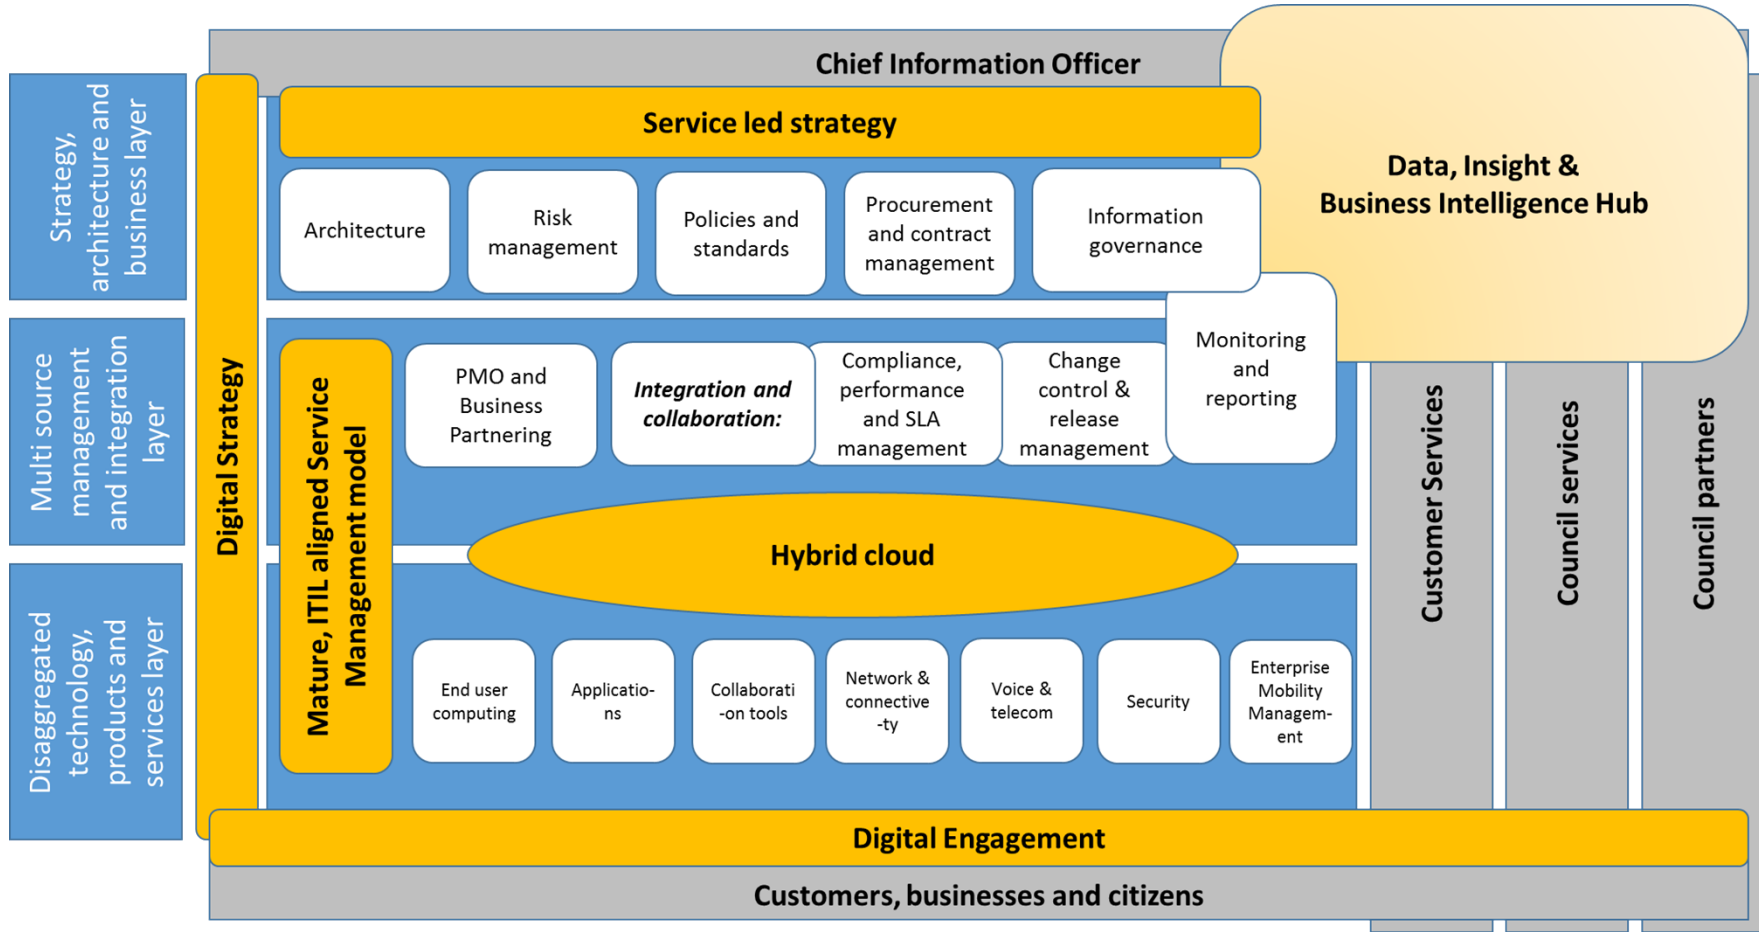 Chief Information Officer
Service led strategy
Data, Insight &
Business Intelligence Hub
Strategy,
architecture and
business layer
Architecture
Risk
management
Policies and
standards
Procurement
and contract
management
Information
governance
Multi source
management
and integration
layer
Digital Strategy
Mature, ITIL aligned Service
Management model
PMO and
Business
Partnering
Integration and
collaboration:
Compliance,
performance
and SLA
management
Change
control &
release
management
Monitoring
and
reporting
Hybrid cloud
Customer Services
Council services
Council partners
Disaggregated
technology,
products and
services layer
End user
computing
Applicatio-
ns
Collaborati
-on tools
Network &
connective
-ty
Voice &
telecom
Security
Enterprise
Mobility
Managem-
ent
Digital Engagement
Customers, businesses and citizens